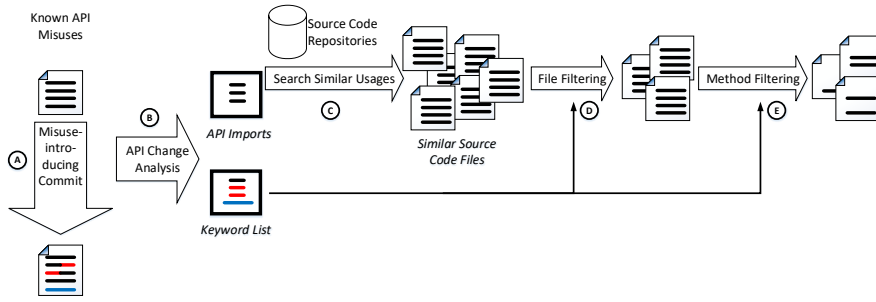 Known API
Misuses
Source Code
Repositories
A
Misuse-
intro-
ducing
Commit
B
API Change
Analysis
API Imports
Keyword List
Search Similar Usages
C
Similar Source
Code Files
File Filtering
D
Method Filtering
E